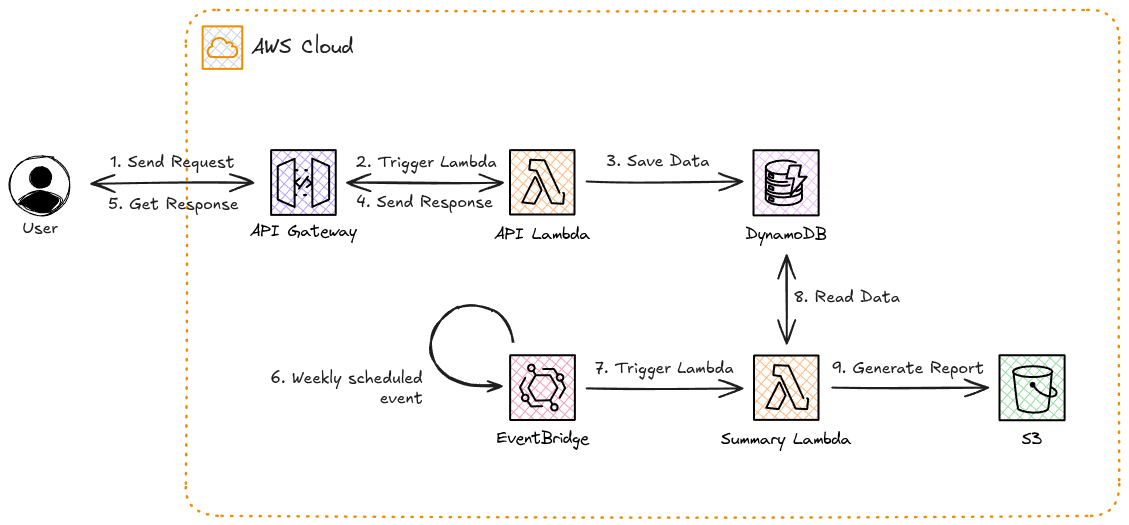 AWS Cloud
1. Send Request
2. Trigger Lambda
3. Save Data
5. Get Response
4. Send Response
User
API Gateway
API Lambda
DynamoDB
8. Read Data
6. Weekly scheduled
event
7. Trigger Lambda
9. Generate Report
EventBridge
Summary Lambda
S3